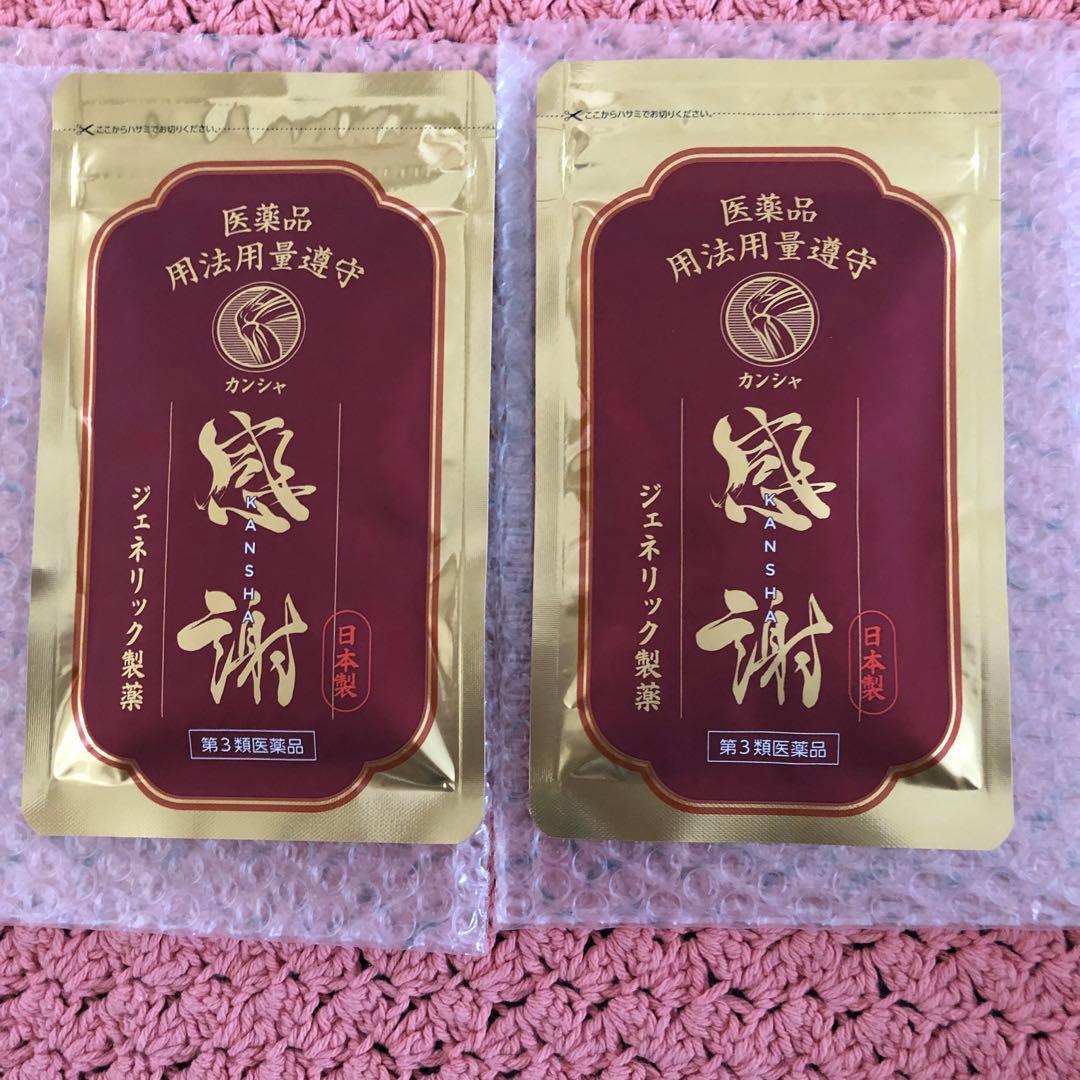 ここからハサミでお切りください。
医薬品
用法用量遵守
カンシャ
感謝
KANSHA
ジェネリック製薬
日本製
第3類医薬品
ここからハサミでお切りください。
医薬品
用法用量遵守
カンシャ
感謝
KANSHA
ジェネリック製薬
日本製
第3類医薬品